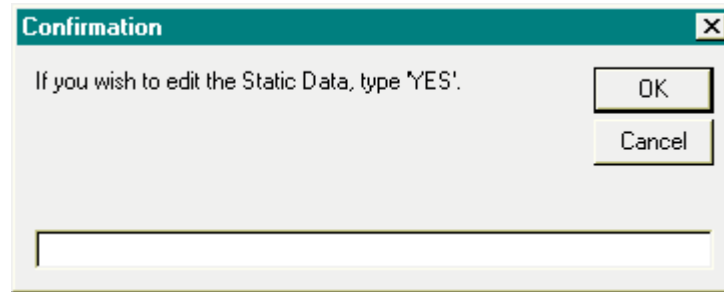 Confirmation
If you wish to edit the Static Data, type 'YES'.
OK
Cancel